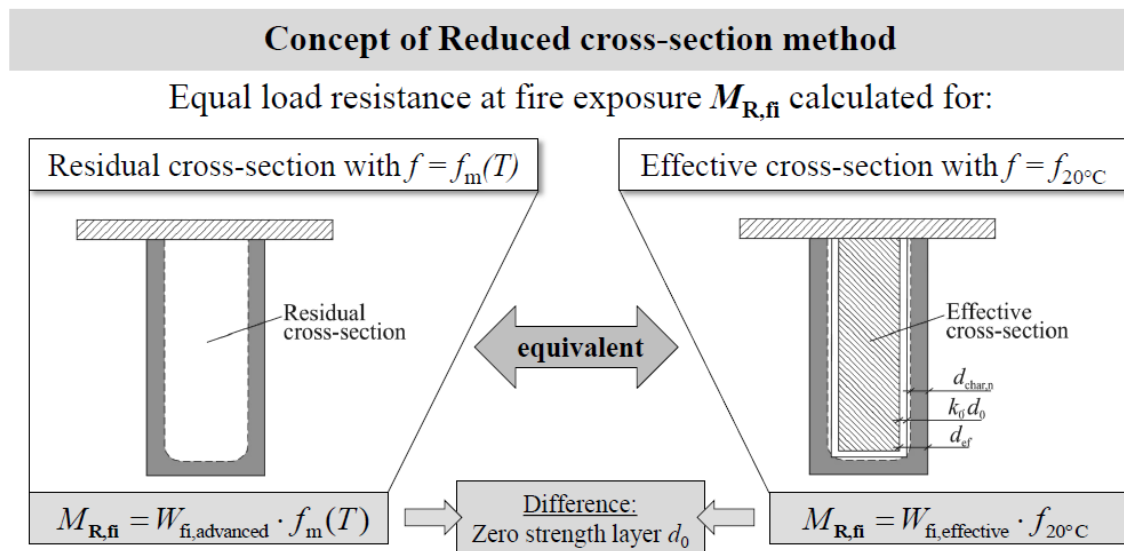 Concept of Reduced cross-section method
Equal load resistance at fire exposure M_R,fi calculated for:
Residual cross-section with f = f_m(T)
Effective cross-section with f = f_20°C
Residual
cross-section
equivalent
Effective
cross-section
d_char,n
k_0 d_0
d_ef
M_R,fi = W_fi,advanced · f_m(T)
Difference:
Zero strength layer d_0
M_R,fi = W_fi,effective · f_20°C